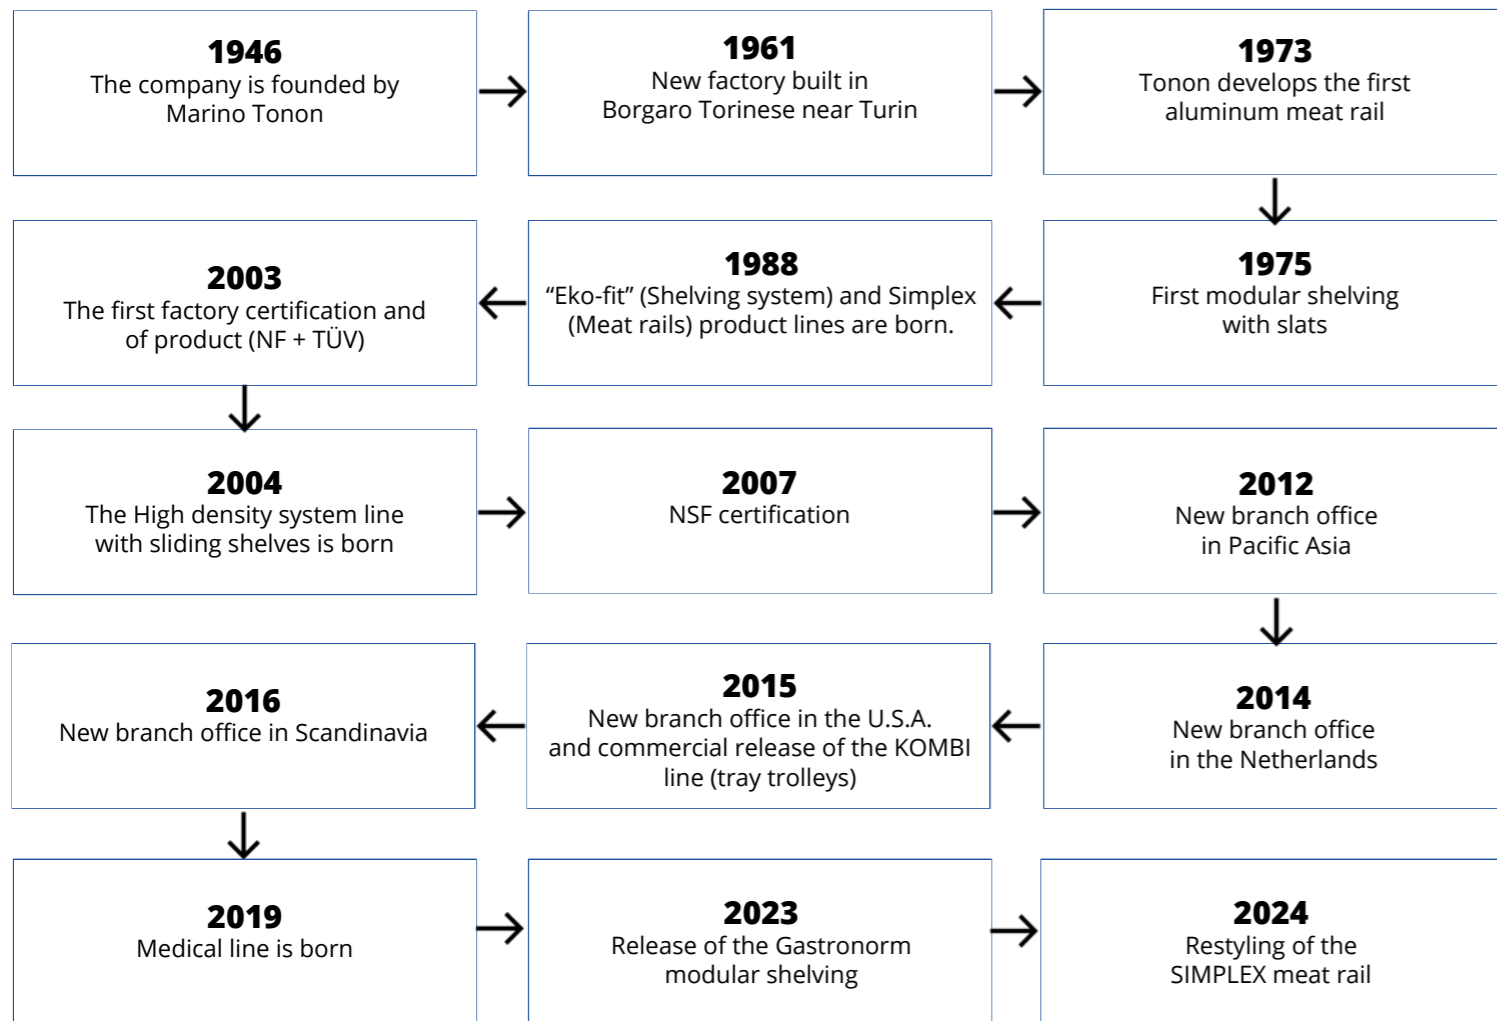 1946
The company is founded by
Marino Tonon
1961
New factory built in
Borgaro Torinese near Turin
1973
Tonon develops the first
aluminum meat rail
1975
First modular shelving
with slats
1988
“Eko-fit” (Shelving system) and Simplex
(Meat rails) product lines are born.
2003
The first factory certification and
of product (NF + TÜV)
2004
The High density system line
with sliding shelves is born
2007
NSF certification
2012
New branch office
in Pacific Asia
2014
New branch office
in the Netherlands
2015
New branch office in the U.S.A.
and commercial release of the KOMBI
line (tray trolleys)
2016
New branch office in Scandinavia
2019
Medical line is born
2023
Release of the Gastronorm
modular shelving
2024
Restyling of the
SIMPLEX meat rail